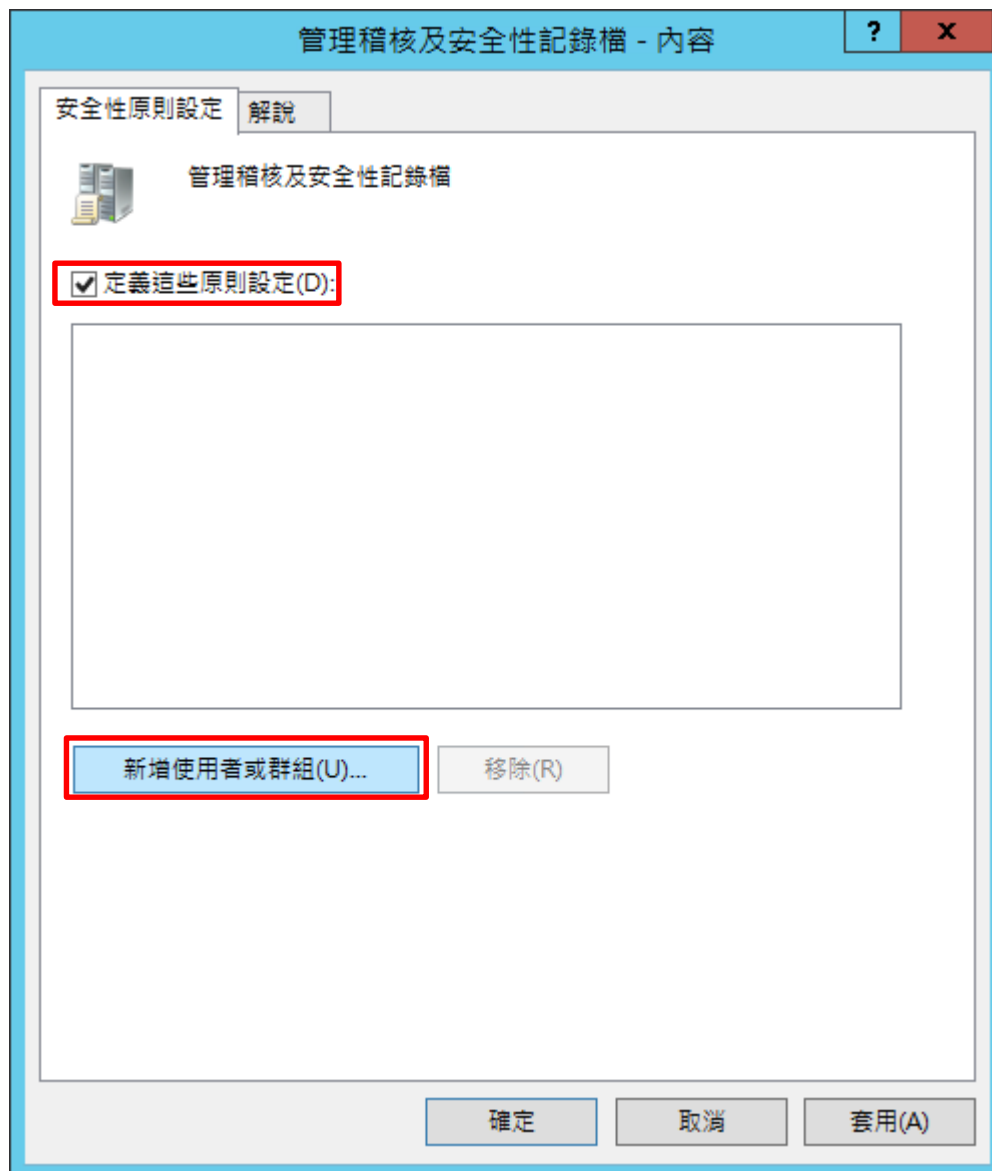 管理稽核及安全性記錄檔 - 內容
? x
安全性原則設定 解說
管理稽核及安全性記錄檔
定義這些原則設定(D):
新增使用者或群組(U)... 移除(R)
確定 取消 套用(A)